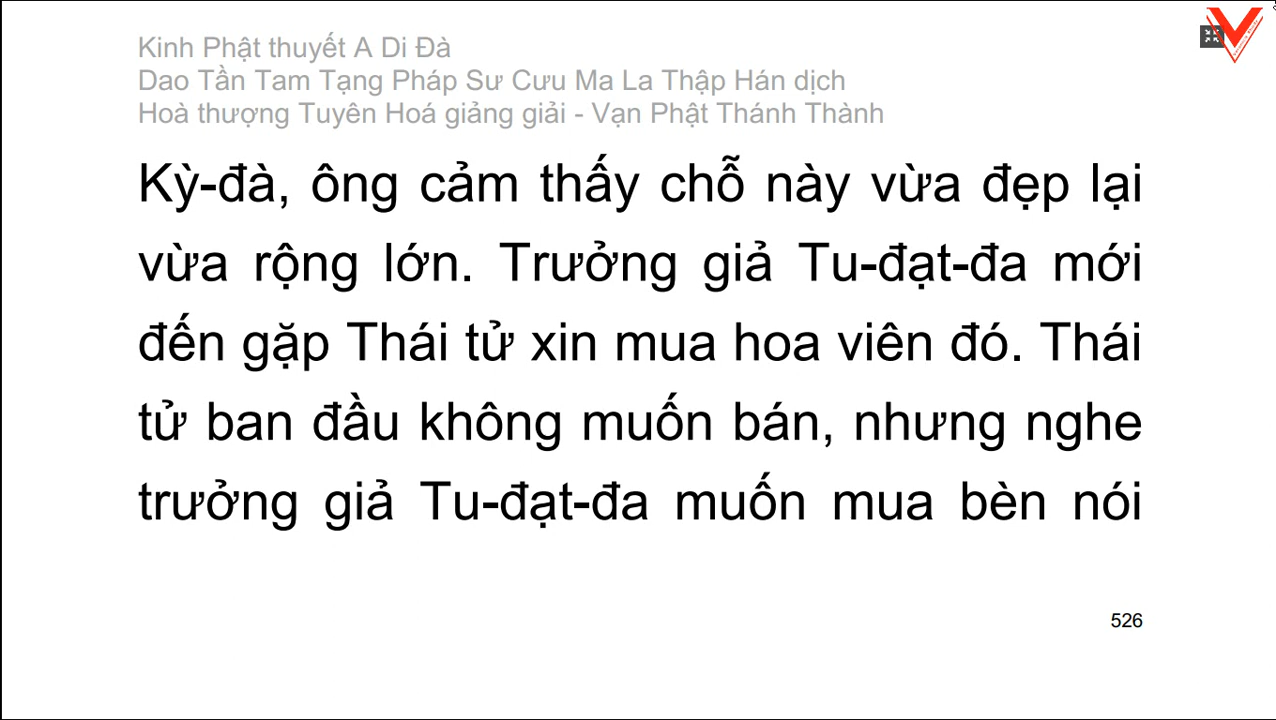 Kinh Phật thuyết A Di Đà
Dao Tần Tam Tạng Pháp Sư Cưu Ma La Thập Hán dịch
Hoà thượng Tuyên Hoá giảng giải - Vạn Phật Thánh Thành
Kỳ-đà, ông cảm thấy chỗ này vừa đẹp lại
vừa rộng lớn. Trưởng giả Tu-đạt-đa mới
đến gặp Thái tử xin mua hoa viên đó. Thái
tử ban đầu không muốn bán, nhưng nghe
trưởng giả Tu-đạt-đa muốn mua bèn nói
526